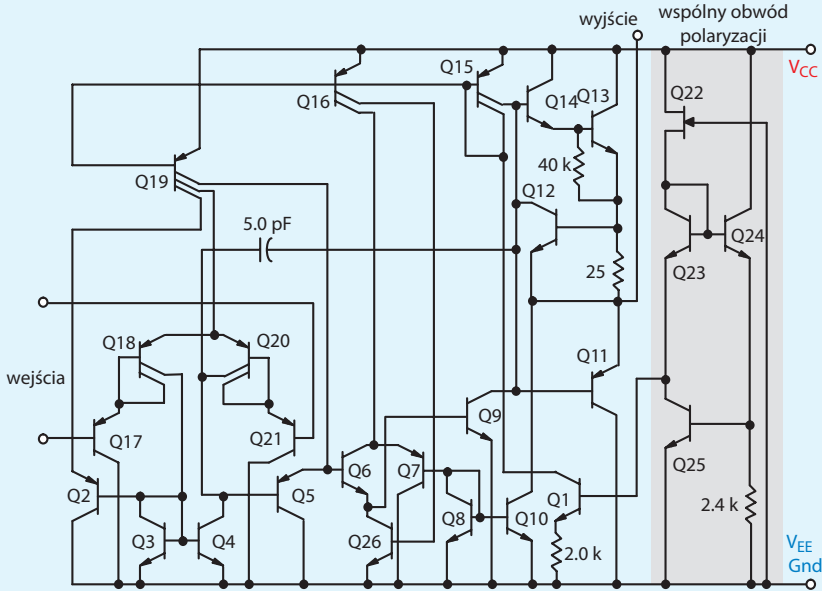 wyjście
wspólny obwód
polaryzacji
VCC
Q15
Q16
Q14
Q13
Q22
40 k
Q19
Q12
5.0 pF
Q24
Q23
25
Q18
Q20
Q11
wejścia
Q9
Q17
Q21
Q25
Q2
Q5
Q6
Q7
Q1
Q8
Q10
2.4 k
Q3
Q4
Q26
2.0 k
VEE
Gnd